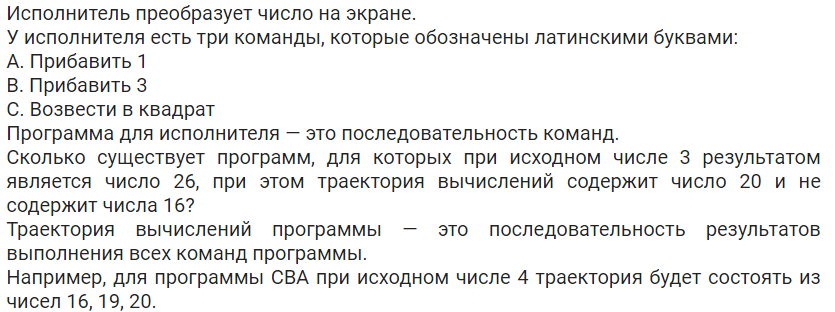 Исполнитель преобразует число на экране.
У исполнителя есть три команды, которые обозначены латинскими буквами:
A. Прибавить 1
B. Прибавить 3
C. Возвести в квадрат
Программа для исполнителя — это последовательность команд.
Сколько существует программ, для которых при исходном числе 3 результатом
является число 26, при этом траектория вычислений содержит число 20 и не
содержит числа 16?
Траектория вычислений программы — это последовательность результатов
выполнения всех команд программы.
Например, для программы CBA при исходном числе 4 траектория будет состоять из
чисел 16, 19, 20.